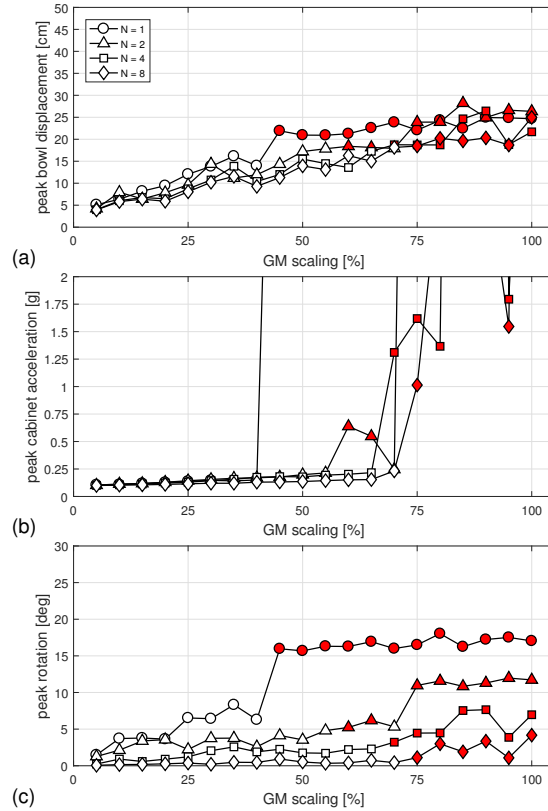 50
45
40
35
30
25
20
15
10
5
0
peak bowl displacement [cm]
N = 1
N = 2
N = 4
N = 8
0 25 50 75 100
GM scaling [%]
(a)
2
1.75
1.5
1.25
1
0.75
0.5
0.25
0
peak cabinet acceleration [g]
0 25 50 75 100
GM scaling [%]
(b)
30
25
20
15
10
5
0
peak rotation [deg]
0 25 50 75 100
GM scaling [%]
(c)